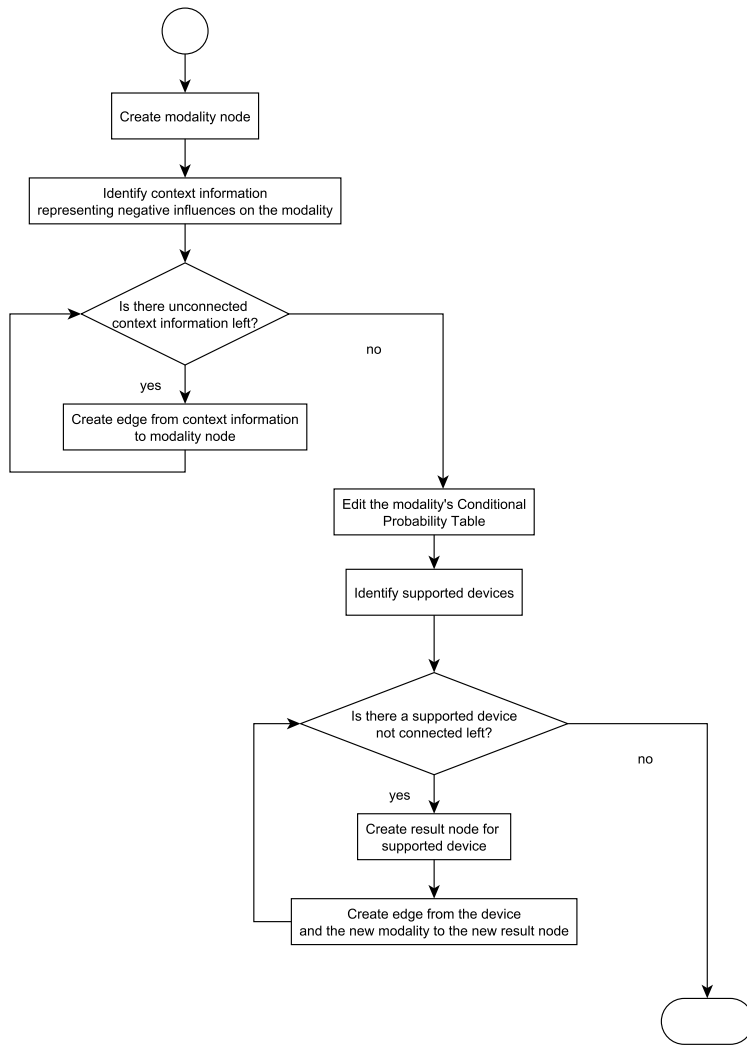 Create modality node
Identify context information
representing negative influences on the modality
Is there unconnected
context information left?
no
yes
Create edge from context information
to modality node
Edit the modality's Conditional
Probability Table
Identify supported devices
Is there a supported device
not connected left?
no
yes
Create result node for
supported device
Create edge from the device
and the new modality to the new result node